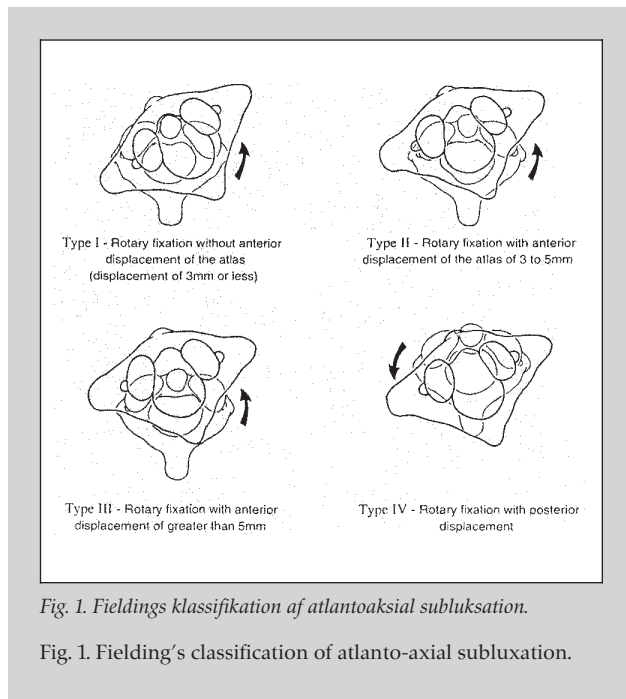 Type I - Rotary fixation without anterior
displacement of the atlas
(displacement of 3mm or less)
Type II - Rotary fixation with anterior
displacement of the atlas of 3 to 5mm
Type III - Rotary fixation with anterior
displacement of greater than 5mm
Type IV - Rotary fixation with posterior
displacement
Fig. 1. Fieldings klassifikation af atlantoaksial subluksation.
Fig. 1. Fielding’s classification of atlanto-axial subluxation.